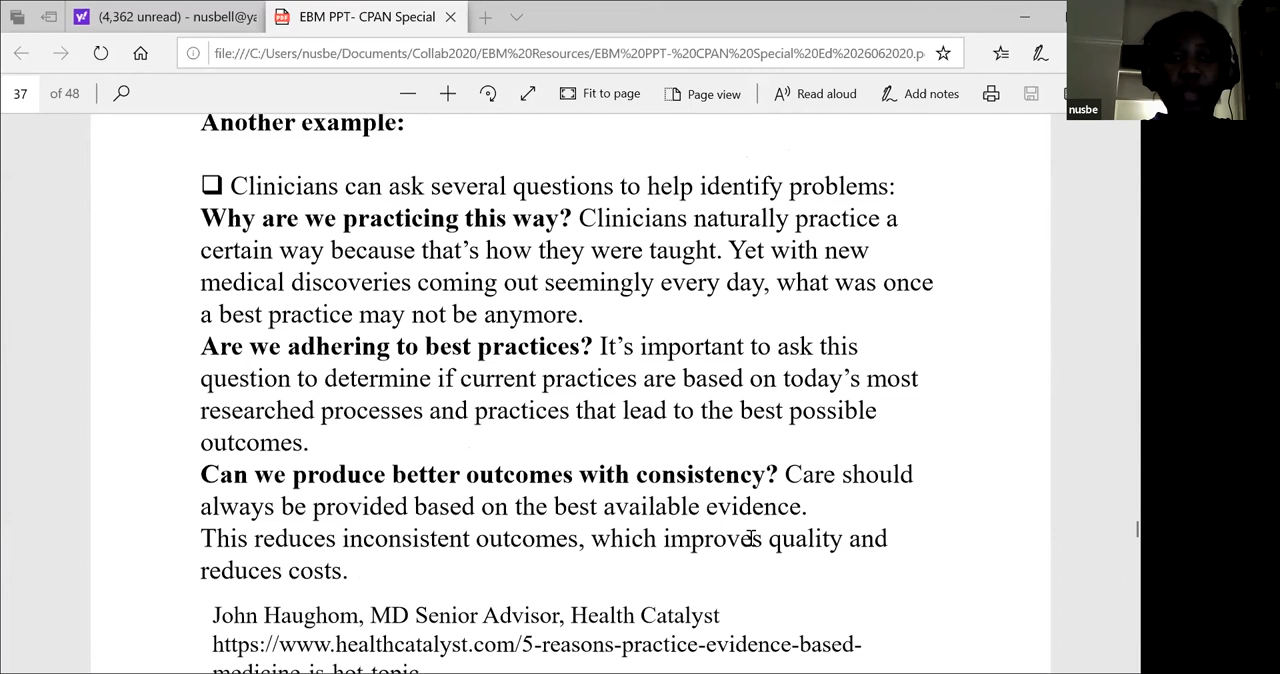 (4,362 unread) - nusbell@ya
EBM PPT- CPAN Special
file:///C:/Users/nusbe/Documents/Collab2020/EBM%20Resources/EBM%20PPT-%20CPAN%20Special%20Ed%2026062020.p
37 of 48
Fit to page
Page view
Read aloud
Add notes
nusbe
Another example:
❑ Clinicians can ask several questions to help identify problems:
Why are we practicing this way? Clinicians naturally practice a
certain way because that's how they were taught. Yet with new
medical discoveries coming out seemingly every day, what was once
a best practice may not be anymore.
Are we adhering to best practices? It's important to ask this
question to determine if current practices are based on today's most
researched processes and practices that lead to the best possible
outcomes.
Can we produce better outcomes with consistency? Care should
always be provided based on the best available evidence.
This reduces inconsistent outcomes, which improves quality and
reduces costs.
John Haughom, MD Senior Advisor, Health Catalyst
https://www.healthcatalyst.com/5-reasons-practice-evidence-based-
medicine-is-hot-topic